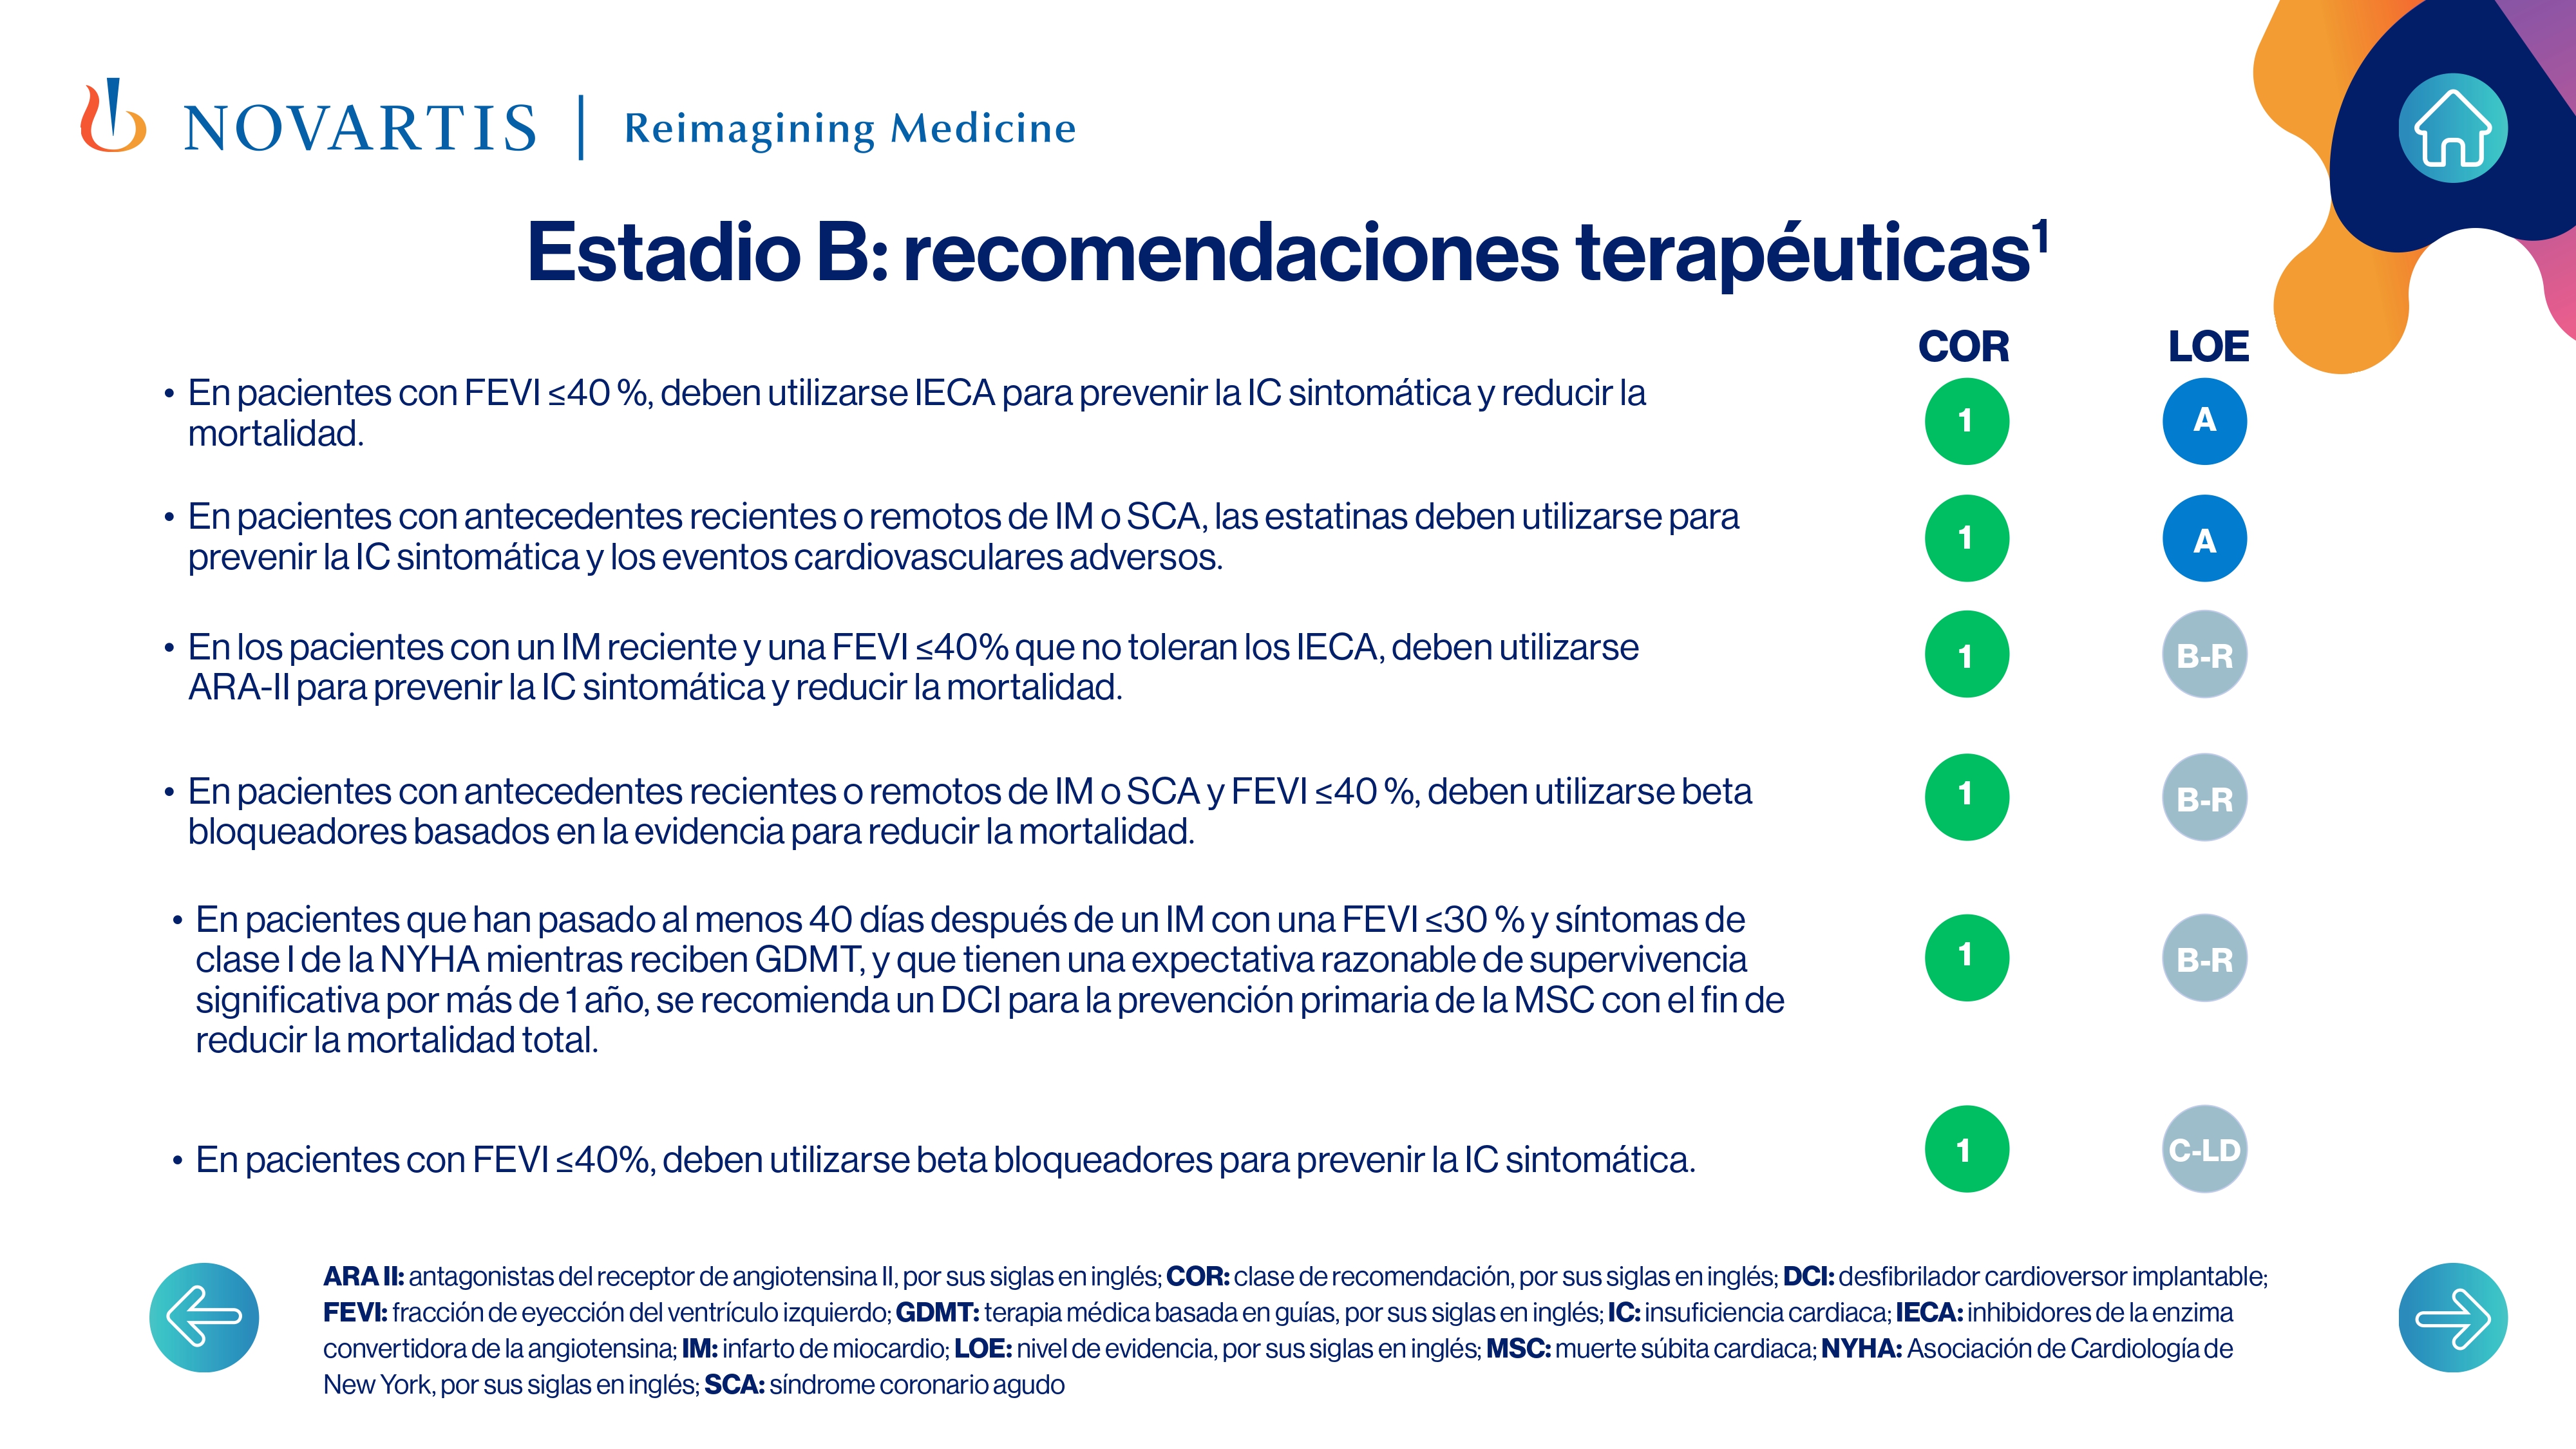 NOVARTIS | Reimagining Medicine
Estadio B: recomendaciones terapéuticas¹
COR LOE
• En pacientes con FEVI ≤40 %, deben utilizarse IECA para prevenir la IC sintomática y reducir la
mortalidad.
1 A
• En pacientes con antecedentes recientes o remotos de IM o SCA, las estatinas deben utilizarse para
prevenir la IC sintomática y los eventos cardiovasculares adversos.
1 A
• En los pacientes con un IM reciente y una FEVI ≤40% que no toleran los IECA, deben utilizarse
ARA-II para prevenir la IC sintomática y reducir la mortalidad.
1 B-R
• En pacientes con antecedentes recientes o remotos de IM o SCA y FEVI ≤40 %, deben utilizarse beta
bloqueadores basados en la evidencia para reducir la mortalidad.
1 B-R
• En pacientes que han pasado al menos 40 días después de un IM con una FEVI ≤30 % y síntomas de
clase I de la NYHA mientras reciben GDMT, y que tienen una expectativa razonable de supervivencia
significativa por más de 1 año, se recomienda un DCI para la prevención primaria de la MSC con el fin de
reducir la mortalidad total.
1 B-R
• En pacientes con FEVI ≤40%, deben utilizarse beta bloqueadores para prevenir la IC sintomática.
1 C-LD
ARA II: antagonistas del receptor de angiotensina II, por sus siglas en inglés; COR: clase de recomendación, por sus siglas en inglés; DCI: desfibrilador cardioversor implantable;
FEVI: fracción de eyección del ventrículo izquierdo; GDMT: terapia médica basada en guías, por sus siglas en inglés; IC: insuficiencia cardiaca; IECA: inhibidores de la enzima
convertidora de la angiotensina; IM: infarto de miocardio; LOE: nivel de evidencia, por sus siglas en inglés; MSC: muerte súbita cardiaca; NYHA: Asociación de Cardiología de
New York, por sus siglas en inglés; SCA: síndrome coronario agudo